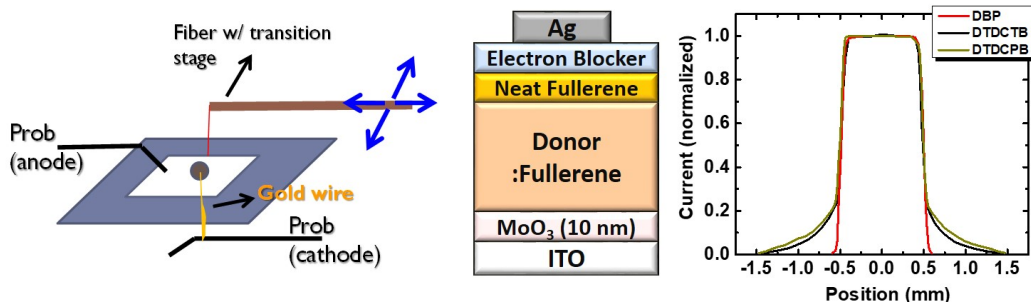 Fiber w/ transition
stage
Prob
(anode)
Gold wire
Prob
(cathode)
Ag
Electron Blocker
Neat Fullerene
Donor
:Fullerene
MoO₃ (10 nm)
ITO
Current (normalized)
1.0
0.8
0.6
0.4
0.2
0.0
DBP
DTDCTB
DTDCPB
-1.5 -1.0 -0.5 0.0 0.5 1.0 1.5
Position (mm)